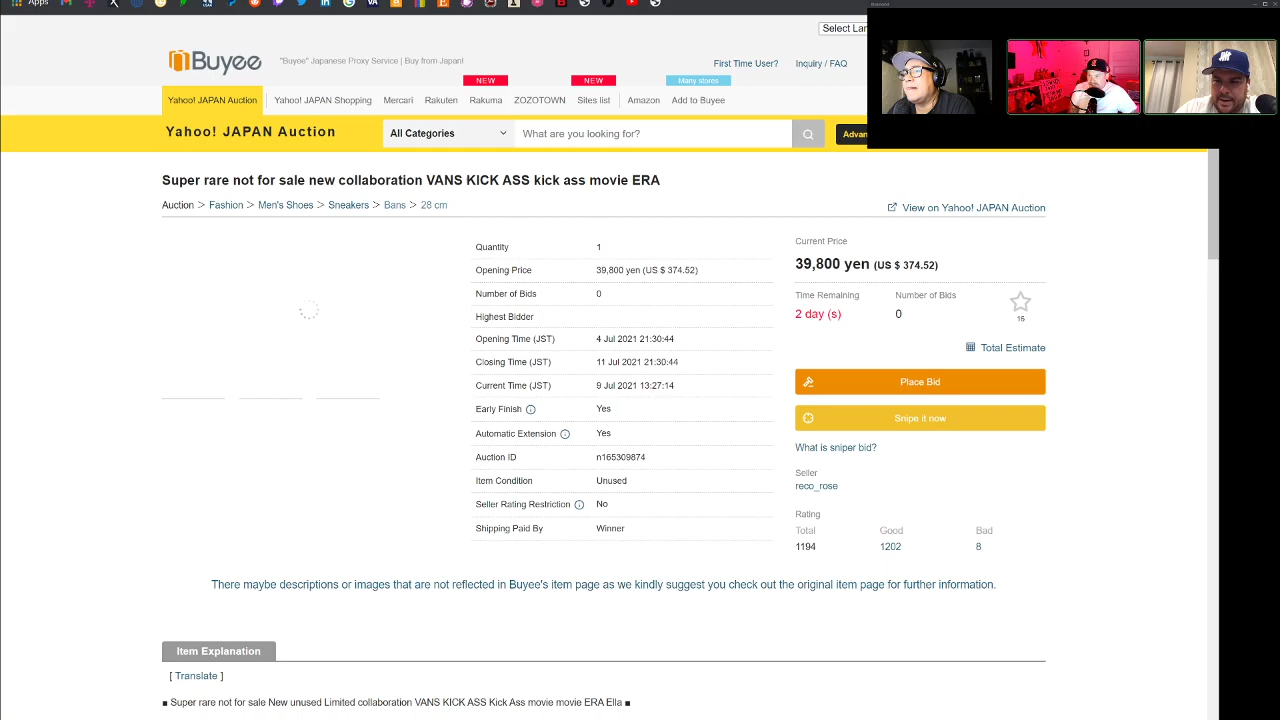 Apps
Select Lan
Buyee
"Buyee" Japanese Proxy Service | Buy from Japan!
First Time User?
Inquiry / FAQ
NEW
NEW
Many stores
Yahoo! JAPAN Auction
Yahoo! JAPAN Shopping
Mercari
Rakuten
Rakuma
ZOZOTOWN
Sites list
Amazon
Add to Buyee
Yahoo! JAPAN Auction
All Categories
What are you looking for?
Advan
Super rare not for sale new collaboration VANS KICK ASS kick ass movie ERA
Auction > Fashion > Men's Shoes > Sneakers > Bans > 28 cm
View on Yahoo! JAPAN Auction
Quantity 1
Opening Price 39,800 yen (US $ 374.52)
Number of Bids 0
Highest Bidder
Opening Time (JST) 4 Jul 2021 21:30:44
Closing Time (JST) 11 Jul 2021 21:30:44
Current Time (JST) 9 Jul 2021 13:27:14
Early Finish Yes
Automatic Extension Yes
Auction ID n165309874
Item Condition Unused
Seller Rating Restriction No
Shipping Paid By Winner
Current Price
39,800 yen (US $ 374.52)
Time Remaining Number of Bids
2 day (s) 0
15
Total Estimate
Place Bid
Snipe it now
What is sniper bid?
Seller
reco_rose
Rating
Total Good Bad
1194 1202 8
There maybe descriptions or images that are not reflected in Buyee's item page as we kindly suggest you check out the original item page for further information.
Item Explanation
[ Translate ]
■ Super rare not for sale New unused Limited collaboration VANS KICK ASS Kick Ass movie movie ERA Ella ■